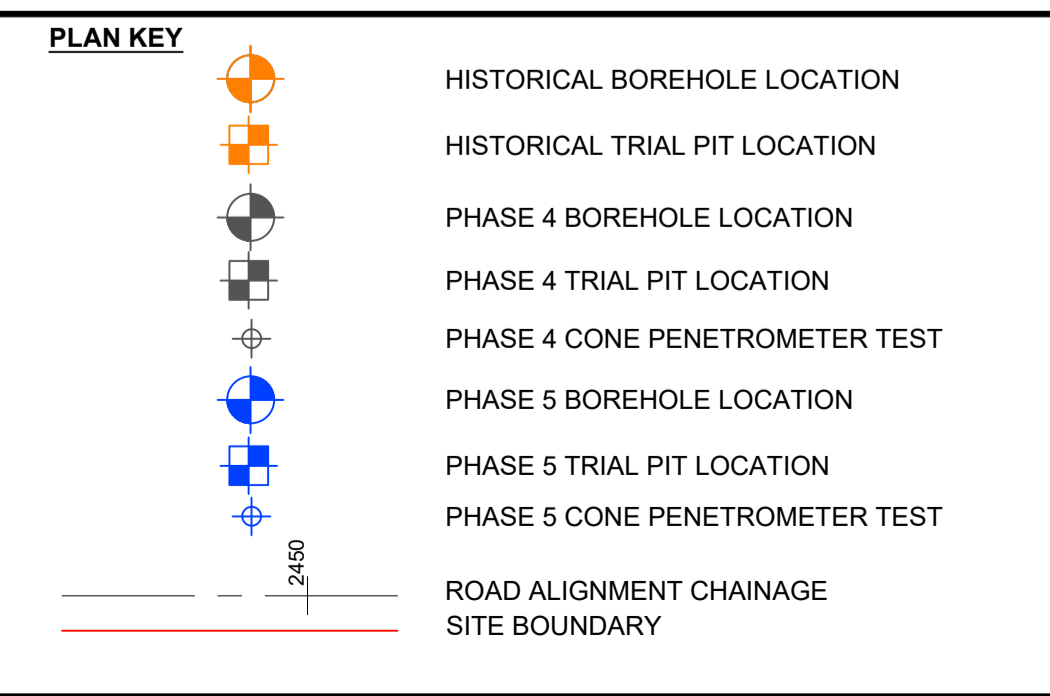 PLAN KEY
HISTORICAL BOREHOLE LOCATION
HISTORICAL TRIAL PIT LOCATION
PHASE 4 BOREHOLE LOCATION
PHASE 4 TRIAL PIT LOCATION
PHASE 4 CONE PENETROMETER TEST
PHASE 5 BOREHOLE LOCATION
PHASE 5 TRIAL PIT LOCATION
PHASE 5 CONE PENETROMETER TEST
2450
ROAD ALIGNMENT CHAINAGE
SITE BOUNDARY